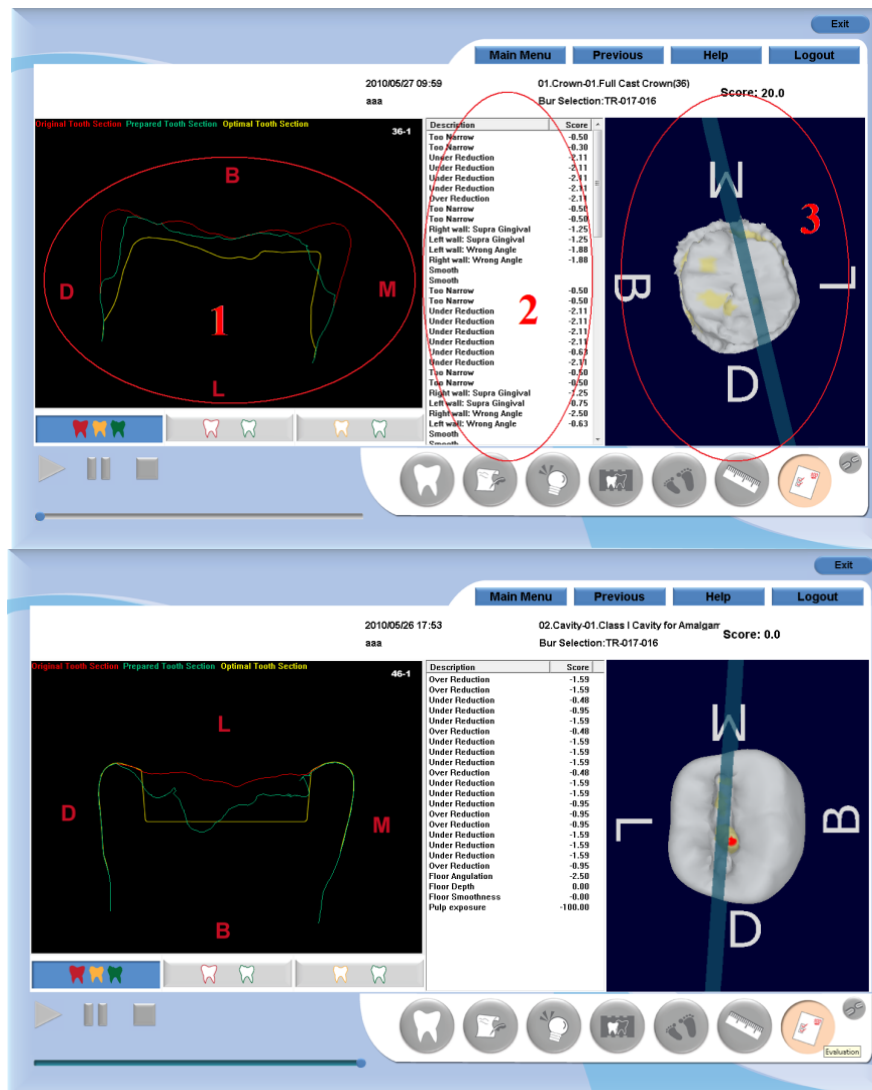 Exit
Main Menu Previous Help Logout
2010/05/27 09:59 01.Crown-01.Full Cast Crown(36) Score: 20.0
aaa Bur Selection:TR-017-016
Original Tooth Section Prepared Tooth Section Optimal Tooth Section
36-1
B
D
M
L
1
Description Score
Too Narrow -0.50
Too Narrow -0.30
Under Reduction -2.11
Under Reduction -2.11
Under Reduction -2.11
Under Reduction -2.11
Over Reduction -2.11
Too Narrow -0.50
Too Narrow -0.50
Right wall: Supra Gingival -1.25
Left wall: Supra Gingival -1.25
Left wall: Wrong Angle -1.88
Right wall: Wrong Angle -1.88
Smooth
Smooth
Too Narrow -0.50
Too Narrow -0.50
Under Reduction -2.11
Under Reduction -2.11
Under Reduction -2.11
Under Reduction -2.11
Under Reduction -0.63
Under Reduction -2.11
Too Narrow -0.50
Too Narrow -0.50
Right wall: Supra Gingival -1.25
Left wall: Supra Gingival -0.75
Right wall: Wrong Angle -2.50
Left wall: Wrong Angle -0.63
Smooth
Smooth
2
M
3
B
L
D
Exit
Main Menu Previous Help Logout
2010/05/26 17:53 02.Cavity-01.Class I Cavity for Amalgam Score: 0.0
aaa Bur Selection:TR-017-016
Original Tooth Section Prepared Tooth Section Optimal Tooth Section
46-1
L
D
M
B
Description Score
Over Reduction -1.59
Over Reduction -1.59
Under Reduction -0.48
Under Reduction -0.95
Under Reduction -1.59
Over Reduction -0.48
Under Reduction -1.59
Under Reduction -1.59
Under Reduction -1.59
Over Reduction -0.48
Under Reduction -1.59
Under Reduction -1.59
Under Reduction -0.95
Over Reduction -0.95
Over Reduction -0.95
Under Reduction -1.59
Under Reduction -1.59
Under Reduction -1.59
Over Reduction -0.95
Floor Angulation -2.50
Floor Depth 0.00
Floor Smoothness -0.00
Pulp exposure -100.00
M
L
B
D
Evaluation